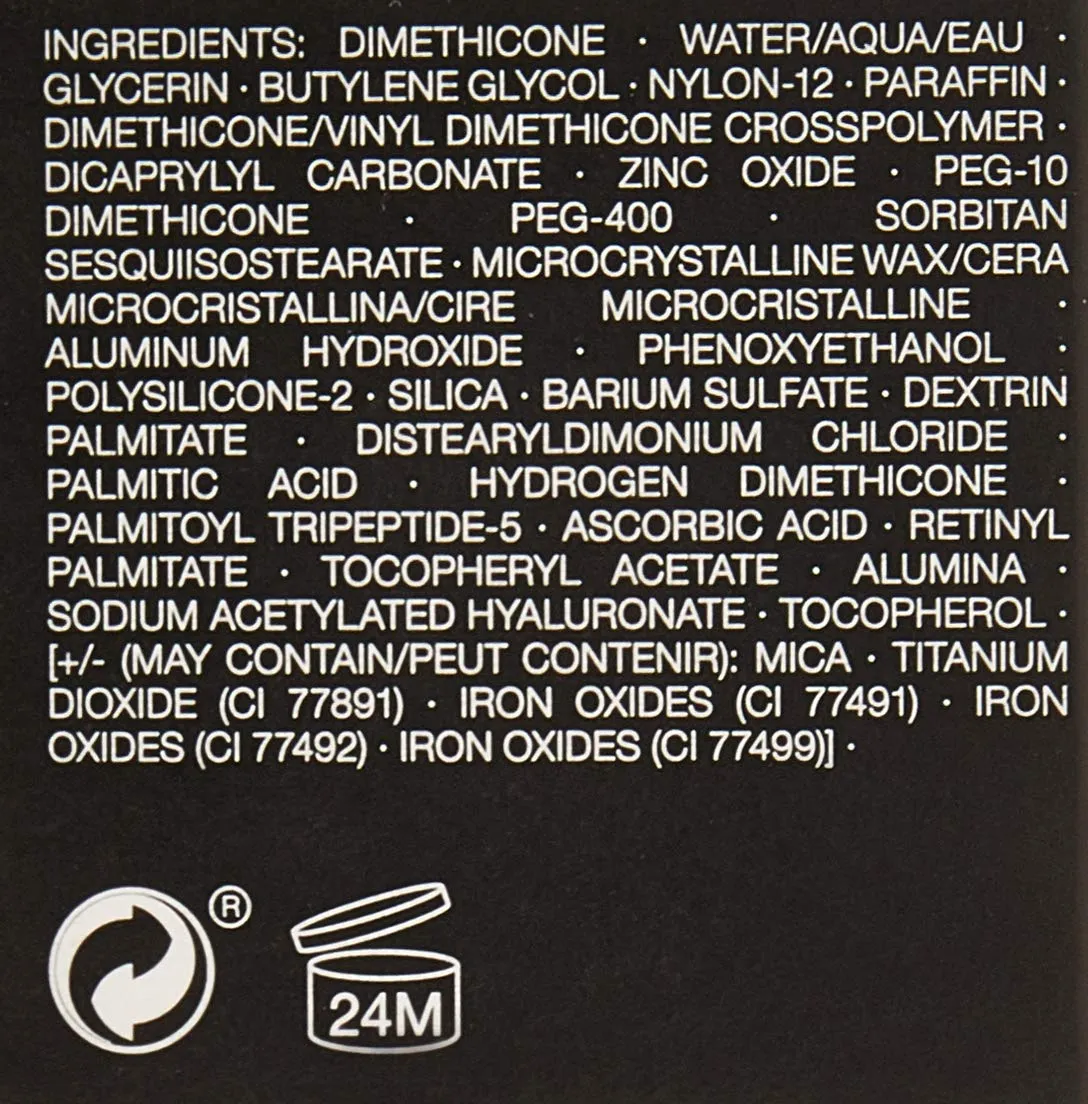 INGREDIENTS: DIMETHICONE · WATER/AQUA/EAU ·
GLYCERIN · BUTYLENE GLYCOL · NYLON-12 · PARAFFIN ·
DIMETHICONE/VINYL DIMETHICONE CROSSPOLYMER ·
DICAPRYLYL CARBONATE · ZINC OXIDE · PEG-10
DIMETHICONE · PEG-400 · SORBITAN
SESQUIISOSTEARATE · MICROCRYSTALLINE WAX/CERA
MICROCRISTALLINA/CIRE MICROCRISTALLINE ·
ALUMINUM HYDROXIDE · PHENOXYETHANOL ·
POLYSILICONE-2 · SILICA · BARIUM SULFATE · DEXTRIN
PALMITATE · DISTEARYLDIMONIUM CHLORIDE ·
PALMITIC ACID · HYDROGEN DIMETHICONE ·
PALMITOYL TRIPEPTIDE-5 · ASCORBIC ACID · RETINYL
PALMITATE · TOCOPHERYL ACETATE · ALUMINA ·
SODIUM ACETYLATED HYALURONATE · TOCOPHEROL ·
[+/- (MAY CONTAIN/PEUT CONTENIR): MICA · TITANIUM
DIOXIDE (CI 77891) · IRON OXIDES (CI 77491) · IRON
OXIDES (CI 77492) · IRON OXIDES (CI 77499)] ·
®
24M